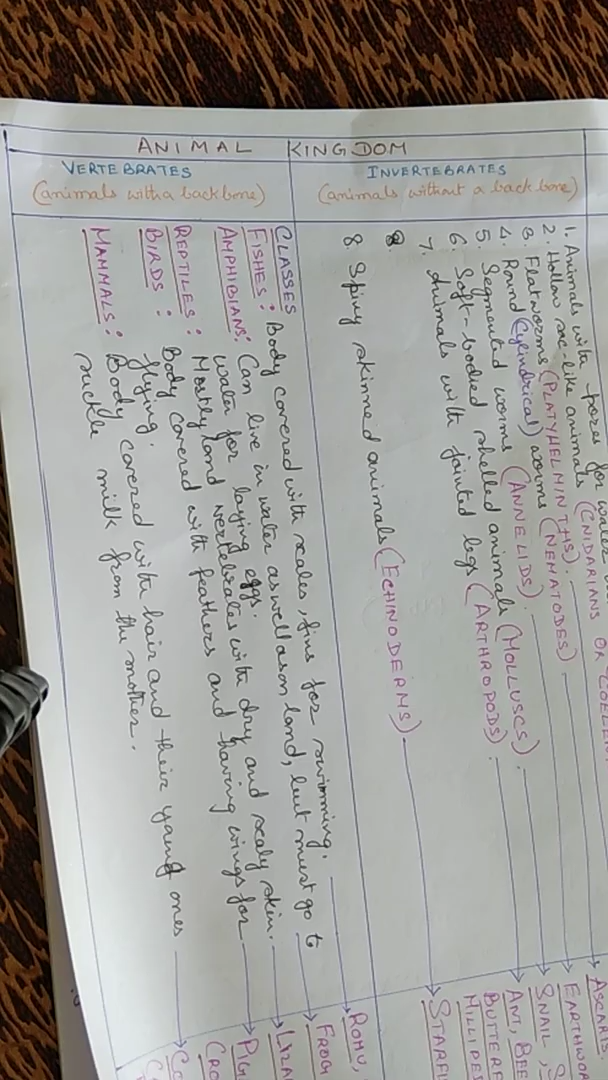 ANIMAL KINGDOM
INVERTEBRATES
(animals without a back bone)
1. Animals with pores for water
2. Hollow sac-like animals (CNIDARIANS OR
3. Flatworms (PLATYHELMINTHS).
4. Round (Cylindrical) worms (NEMATODES)
5. Segmented worms (ANNELIDS).
6. Soft-bodied shelled animals (MOLLUSCS).
7. Animals with jointed legs (ARTHROPODS).
8.
8 Spiny skinned animals (ECHINODERMS).
ASCARIS.
EARTHWOR
SNAIL,
ANT, BEE
BUTTERF
MILLIPED
STARFI
VERTEBRATES
(animals with a back bone)
CLASSES
FISHES: Body covered with scales, fins for swimming.
AMPHIBIANS: Can live in water as well as on land, but must go to
water for laying eggs.
REPTILES: Mostly land vertebrates with dry and scaly skin.
BIRDS: Body covered with feathers and having wings for
flying.
MAMMALS: Body covered with hair and their young ones
suckle milk from the mother.
ROHU,
FROG
LIZA
PIG
CRO
CO